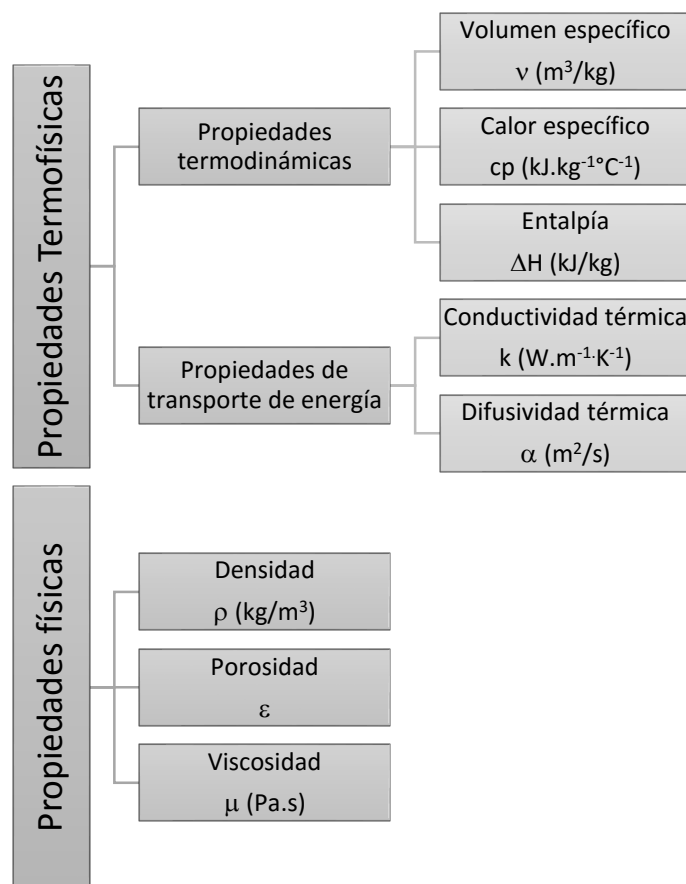 Propiedades Termofísicas
Propiedades termodinámicas
Volumen específico
ν (m³/kg)
Calor específico
cp (kJ.kg⁻¹°C⁻¹)
Entalpía
ΔH (kJ/kg)
Propiedades de
transporte de energía
Conductividad térmica
k (W.m⁻¹·K⁻¹)
Difusividad térmica
α (m²/s)
Propiedades físicas
Densidad
ρ (kg/m³)
Porosidad
ε
Viscosidad
μ (Pa.s)